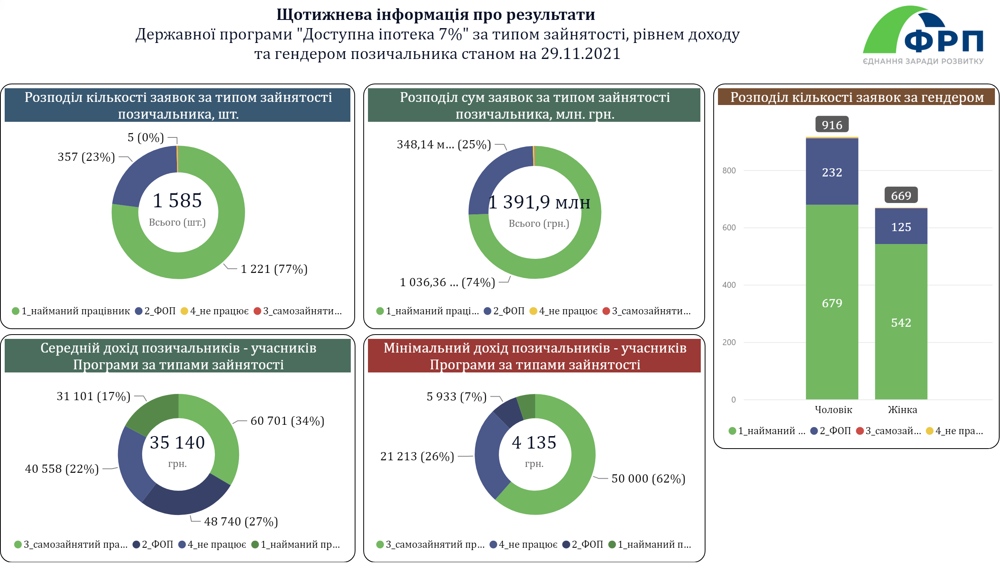 Щотижнева інформація про результати
Державної програми "Доступна іпотека 7%" за типом зайнятості, рівнем доходу
та гендером позичальника станом на 29.11.2021
ФРП
ЄДНАННЯ ЗАРАДИ РОЗВИТКУ
Розподіл кількості заявок за типом зайнятості
позичальника, шт.
5 (0%)
357 (23%)
1 585
Всього (шт.)
1 221 (77%)
1_найманий працівник 2_ФОП 4_не працює 3_самозайняти...
Розподіл сум заявок за типом зайнятості
позичальника, млн. грн.
348,14 м... (25%)
1 391,9 млн
Всього (грн.)
1 036,36 ... (74%)
1_найманий праці... 2_ФОП 4_не працює 3_самозайняти...
Розподіл кількості заявок за гендером
916
232
679
669
125
542
800
600
400
200
0
Чоловік Жінка
1_найманий ... 2_ФОП 3_самозай... 4_не пра...
Середній дохід позичальників - учасників
Програми за типами зайнятості
31 101 (17%)
60 701 (34%)
35 140
грн.
40 558 (22%)
48 740 (27%)
3_самозайнятий пра... 2_ФОП 4_не працює 1_найманий пр...
Мінімальний дохід позичальників - учасників
Програми за типами зайнятості
5 933 (7%)
4 135
грн.
21 213 (26%)
50 000 (62%)
3_самозайнятий пр... 4_не працює 2_ФОП 1_найманий п...